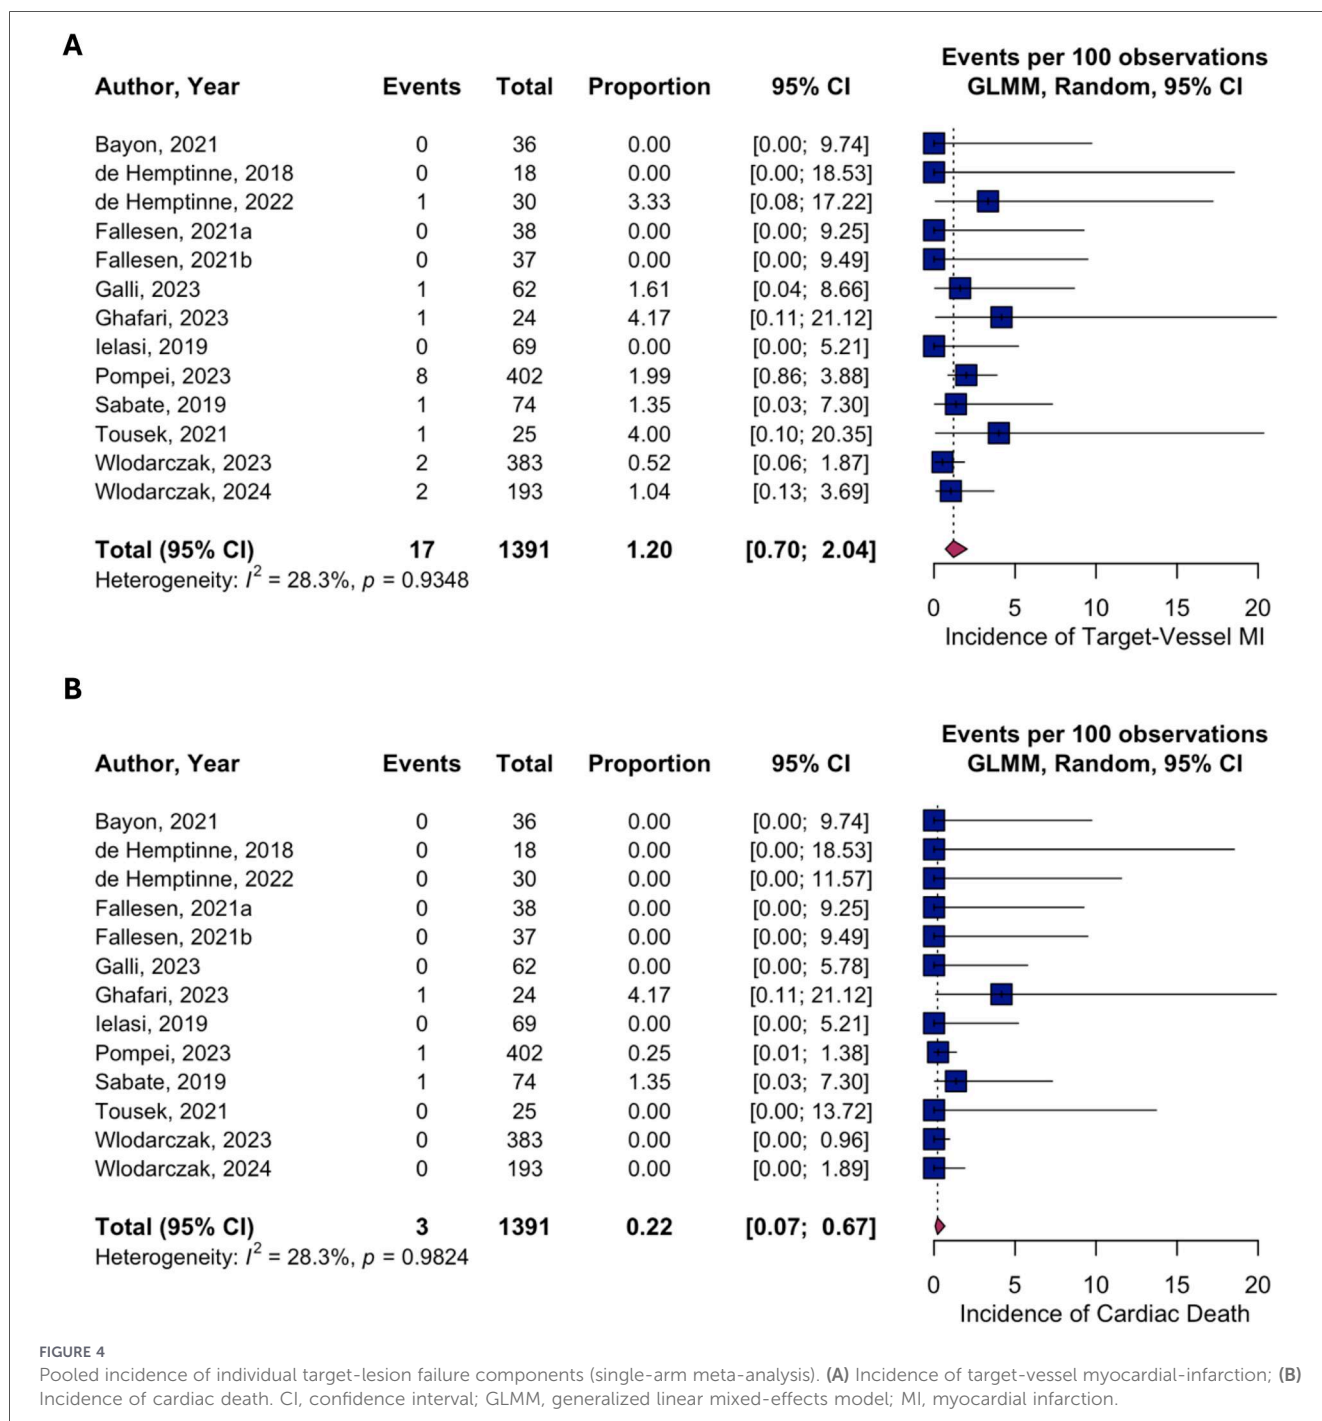 A
Events per 100 observations
Author, Year Events Total Proportion 95% CI GLMM, Random, 95% CI
Bayon, 2021 0 36 0.00 [0.00; 9.74]
de Hemptinne, 2018 0 18 0.00 [0.00; 18.53]
de Hemptinne, 2022 1 30 3.33 [0.08; 17.22]
Fallesen, 2021a 0 38 0.00 [0.00; 9.25]
Fallesen, 2021b 0 37 0.00 [0.00; 9.49]
Galli, 2023 1 62 1.61 [0.04; 8.66]
Ghafari, 2023 1 24 4.17 [0.11; 21.12]
Ielasi, 2019 0 69 0.00 [0.00; 5.21]
Pompei, 2023 8 402 1.99 [0.86; 3.88]
Sabate, 2019 1 74 1.35 [0.03; 7.30]
Tousek, 2021 1 25 4.00 [0.10; 20.35]
Wlodarczak, 2023 2 383 0.52 [0.06; 1.87]
Wlodarczak, 2024 2 193 1.04 [0.13; 3.69]
Total (95% CI) 17 1391 1.20 [0.70; 2.04]
Heterogeneity: I² = 28.3%, p = 0.9348
0 5 10 15 20
Incidence of Target-Vessel MI
B
Events per 100 observations
Author, Year Events Total Proportion 95% CI GLMM, Random, 95% CI
Bayon, 2021 0 36 0.00 [0.00; 9.74]
de Hemptinne, 2018 0 18 0.00 [0.00; 18.53]
de Hemptinne, 2022 0 30 0.00 [0.00; 11.57]
Fallesen, 2021a 0 38 0.00 [0.00; 9.25]
Fallesen, 2021b 0 37 0.00 [0.00; 9.49]
Galli, 2023 0 62 0.00 [0.00; 5.78]
Ghafari, 2023 1 24 4.17 [0.11; 21.12]
Ielasi, 2019 0 69 0.00 [0.00; 5.21]
Pompei, 2023 1 402 0.25 [0.01; 1.38]
Sabate, 2019 1 74 1.35 [0.03; 7.30]
Tousek, 2021 0 25 0.00 [0.00; 13.72]
Wlodarczak, 2023 0 383 0.00 [0.00; 0.96]
Wlodarczak, 2024 0 193 0.00 [0.00; 1.89]
Total (95% CI) 3 1391 0.22 [0.07; 0.67]
Heterogeneity: I² = 28.3%, p = 0.9824
0 5 10 15 20
Incidence of Cardiac Death
FIGURE 4
Pooled incidence of individual target-lesion failure components (single-arm meta-analysis). (A) Incidence of target-vessel myocardial-infarction; (B)
Incidence of cardiac death. CI, confidence interval; GLMM, generalized linear mixed-effects model; MI, myocardial infarction.